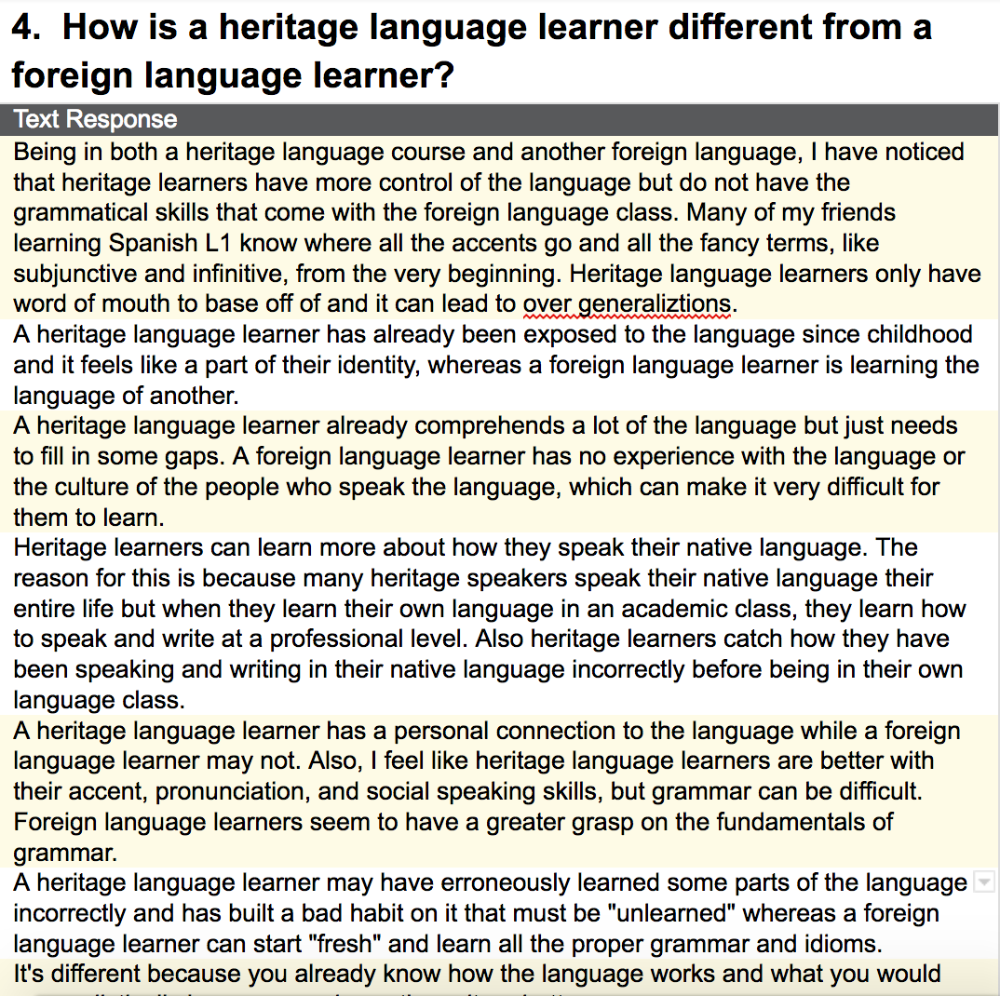 4.  How is a heritage language learner different from a
foreign language learner?
Text Response
Being in both a heritage language course and another foreign language, I have noticed
that heritage learners have more control of the language but do not have the
grammatical skills that come with the foreign language class. Many of my friends
learning Spanish L1 know where all the accents go and all the fancy terms, like
subjunctive and infinitive, from the very beginning. Heritage language learners only have
word of mouth to base off of and it can lead to over generaliztions.
A heritage language learner has already been exposed to the language since childhood
and it feels like a part of their identity, whereas a foreign language learner is learning the
language of another.
A heritage language learner already comprehends a lot of the language but just needs
to fill in some gaps. A foreign language learner has no experience with the language or
the culture of the people who speak the language, which can make it very difficult for
them to learn.
Heritage learners can learn more about how they speak their native language. The
reason for this is because many heritage speakers speak their native language their
entire life but when they learn their own language in an academic class, they learn how
to speak and write at a professional level. Also heritage learners catch how they have
been speaking and writing in their native language incorrectly before being in their own
language class.
A heritage language learner has a personal connection to the language while a foreign
language learner may not. Also, I feel like heritage language learners are better with
their accent, pronunciation, and social speaking skills, but grammar can be difficult.
Foreign language learners seem to have a greater grasp on the fundamentals of
grammar.
A heritage language learner may have erroneously learned some parts of the language
incorrectly and has built a bad habit on it that must be "unlearned" whereas a foreign
language learner can start "fresh" and learn all the proper grammar and idioms.
It's different because you already know how the language works and what you would